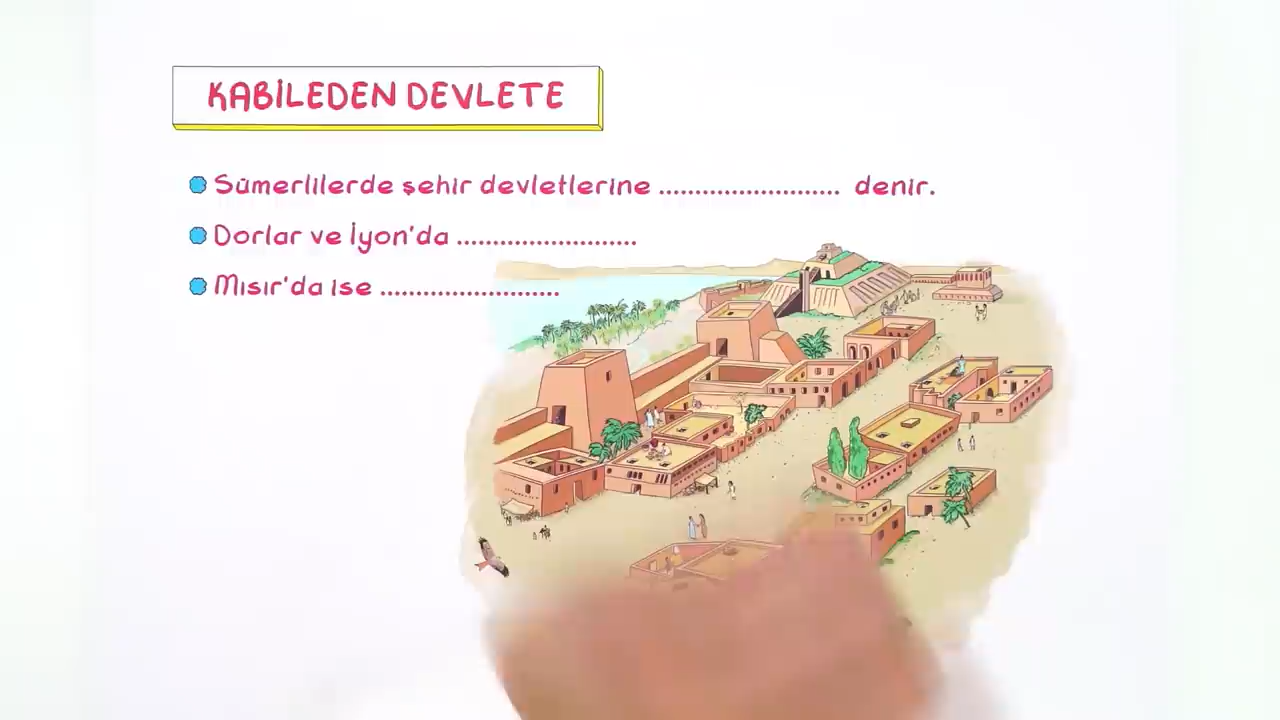 KABİLEDEN DEVLETE
Sümerlilerde şehir devletlerine ......................... denir.
Dorlar ve İyon'da .........................
Mısır'da ise .........................